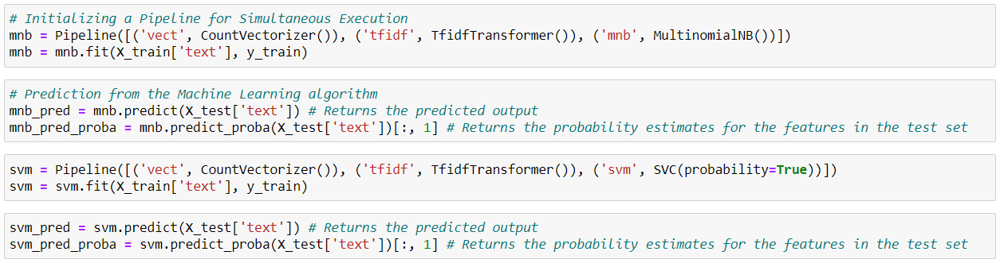 # Initializing a Pipeline for Simultaneous Execution
mnb = Pipeline([('vect', CountVectorizer()), ('tfidf', TfidfTransformer()), ('mnb', MultinomialNB())])
mnb = mnb.fit(X_train['text'], y_train)
# Prediction from the Machine Learning algorithm
mnb_pred = mnb.predict(X_test['text']) # Returns the predicted output
mnb_pred_proba = mnb.predict_proba(X_test['text'])[:, 1] # Returns the probability estimates for the features in the test set
svm = Pipeline([('vect', CountVectorizer()), ('tfidf', TfidfTransformer()), ('svm', SVC(probability=True))])
svm = svm.fit(X_train['text'], y_train)
svm_pred = svm.predict(X_test['text']) # Returns the predicted output
svm_pred_proba = svm.predict_proba(X_test['text'])[:, 1] # Returns the probability estimates for the features in the test set